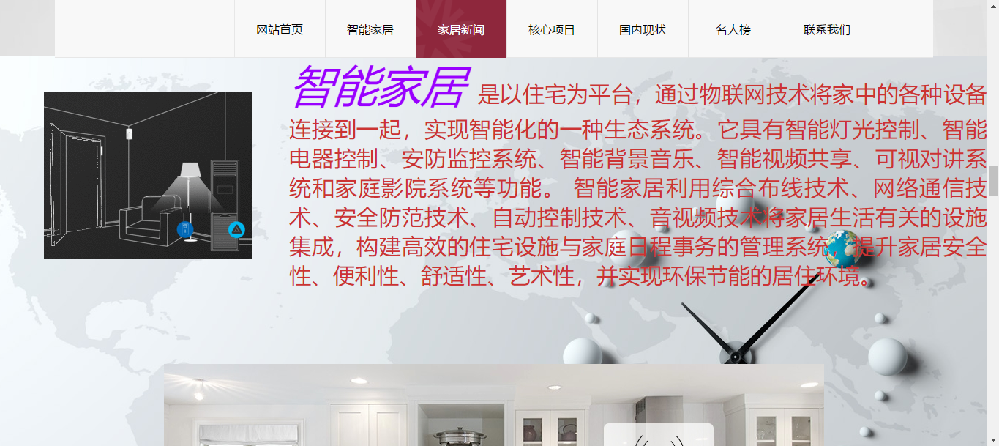 网站首页 智能家居 家居新闻 核心项目 国内现状 名人榜 联系我们
智能家居 是以住宅为平台，通过物联网技术将家中的各种设备
连接到一起，实现智能化的一种生态系统。它具有智能灯光控制、智能
电器控制、安防监控系统、智能背景音乐、智能视频共享、可视对讲系
统和家庭影院系统等功能。 智能家居利用综合布线技术、网络通信技
术、安全防范技术、自动控制技术、音视频技术将家居生活有关的设施
集成，构建高效的住宅设施与家庭日程事务的管理系统，提升家居安全
性、便利性、舒适性、艺术性，并实现环保节能的居住环境。